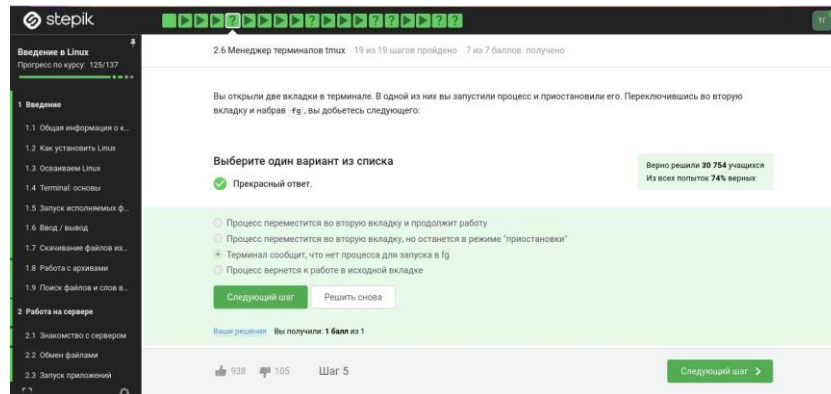 stepik
ТГ
Введение в Linux
Прогресс по курсу: 125/137
2.6 Менеджер терминалов tmux 19 из 19 шагов пройдено 7 из 7 баллов получено
1 Введение
1.1 Общая информация о к...
1.2 Как установить Linux
1.3 Осваиваем Linux
1.4 Terminal: основы
1.5 Запуск исполняемых ф...
1.6 Ввод / вывод
1.7 Скачивание файлов из...
1.8 Работа с архивами
1.9 Поиск файлов и слов в...
2 Работа на сервере
2.1 Знакомство с сервером
2.2 Обмен файлами
2.3 Запуск приложений
Вы открыли две вкладки в терминале. В одной из них вы запустили процесс и приостановили его. Переключившись во вторую
вкладку и набрав fg, вы добьетесь следующего:
Выберите один вариант из списка
Прекрасный ответ.
Верно решили 30 754 учащихся
Из всех попыток 74% верных
Процесс переместится во вторую вкладку и продолжит работу
Процесс переместится во вторую вкладку, но останется в режиме "приостановки"
Терминал сообщит, что нет процесса для запуска в fg
Процесс вернется к работе в исходной вкладке
Следующий шаг Решить снова
Ваши решения Вы получили: 1 балл из 1
938 105 Шаг 5 Следующий шаг